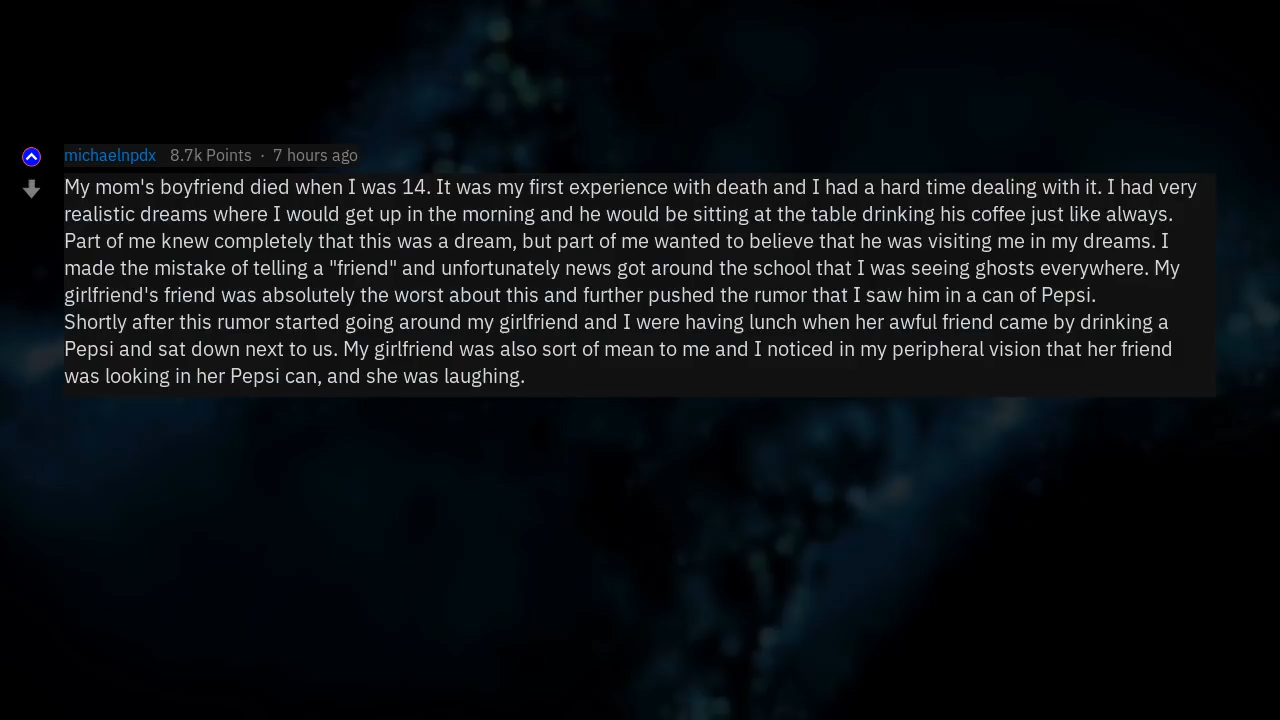 michaelnpdx 8.7k Points · 7 hours ago
My mom's boyfriend died when I was 14. It was my first experience with death and I had a hard time dealing with it. I had very
realistic dreams where I would get up in the morning and he would be sitting at the table drinking his coffee just like always.
Part of me knew completely that this was a dream, but part of me wanted to believe that he was visiting me in my dreams. I
made the mistake of telling a "friend" and unfortunately news got around the school that I was seeing ghosts everywhere. My
girlfriend's friend was absolutely the worst about this and further pushed the rumor that I saw him in a can of Pepsi.
Shortly after this rumor started going around my girlfriend and I were having lunch when her awful friend came by drinking a
Pepsi and sat down next to us. My girlfriend was also sort of mean to me and I noticed in my peripheral vision that her friend
was looking in her Pepsi can, and she was laughing.